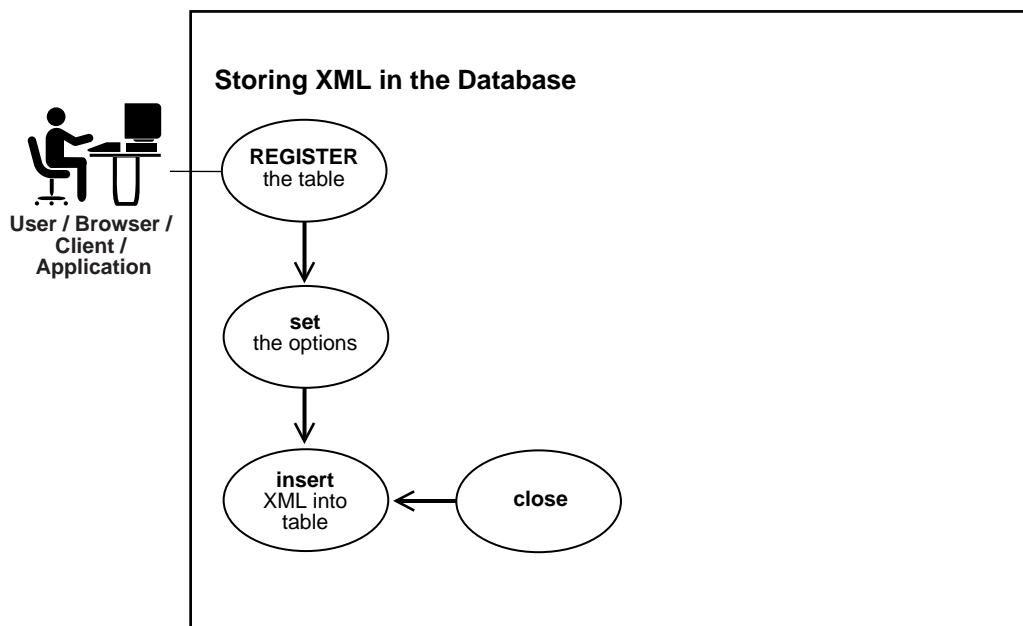 Storing XML in the Database
REGISTER
the table
User / Browser /
Client /
Application
set
the options
insert
XML into
table
close